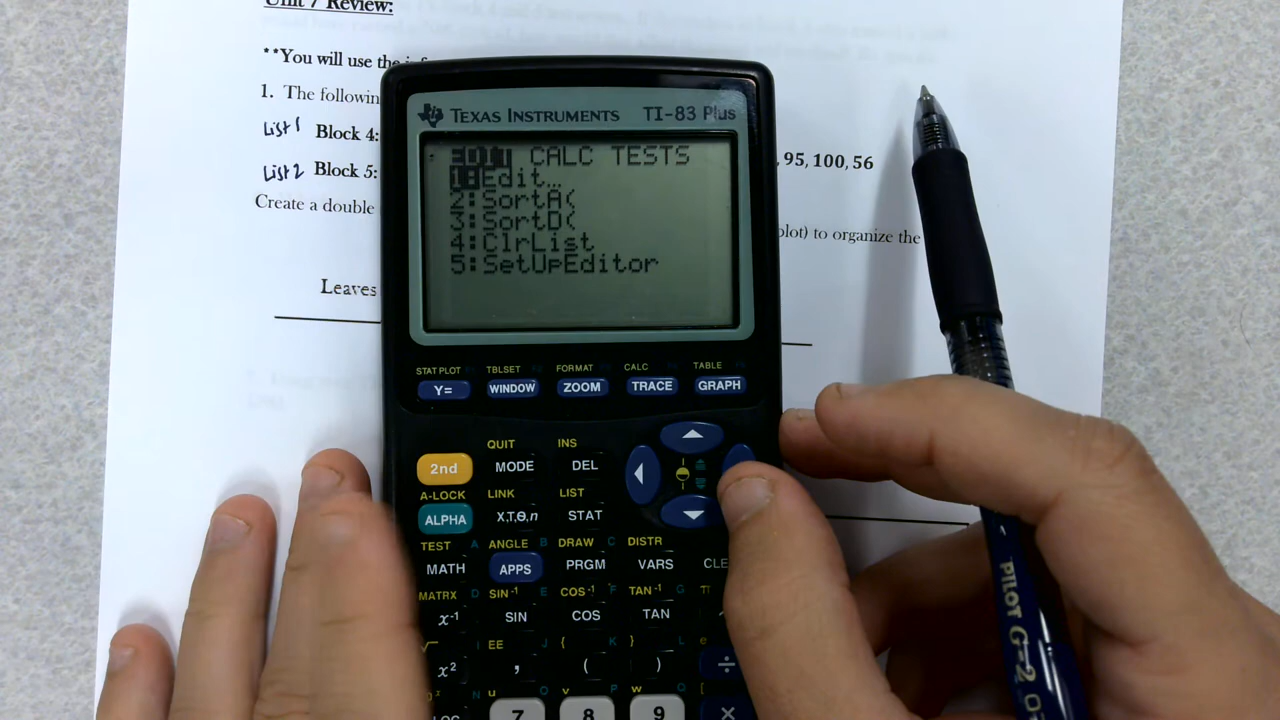 Unit 7 Review:
**You will use the
1. The followin
List 1 Block 4:
List 2 Block 5: , 95, 100, 56
Create a double plot) to organize the
Leaves
TEXAS INSTRUMENTS TI-83 Plus
EDIT CALC TESTS
1:Edit…
2:SortA(
3:SortD(
4:ClrList
5:SetUpEditor
STAT PLOT TBLSET FORMAT CALC TABLE
Y= WINDOW ZOOM TRACE GRAPH
QUIT INS
2nd MODE DEL
A-LOCK LINK LIST
ALPHA X,T,Θ,n STAT
TEST A ANGLE B DRAW C DISTR
MATH APPS PRGM VARS CLE
MATRX D SIN⁻¹ E COS⁻¹ F TAN⁻¹ G
x⁻¹ SIN COS TAN
√ I EE J { K } L e
x² , ( ) ÷
7 8 9 ×
PILOT G-2